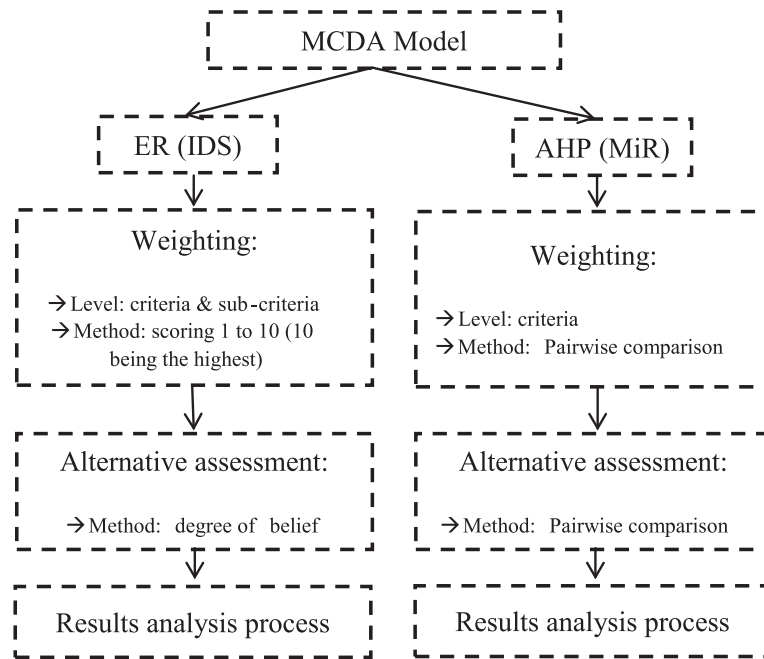 MCDA Model
ER (IDS)
AHP (MiR)
Weighting:
→ Level: criteria & sub-criteria
→ Method: scoring 1 to 10 (10
being the highest)
Weighting:
→ Level: criteria
→ Method: Pairwise comparison
Alternative assessment:
→ Method: degree of belief
Alternative assessment:
→ Method: Pairwise comparison
Results analysis process
Results analysis process